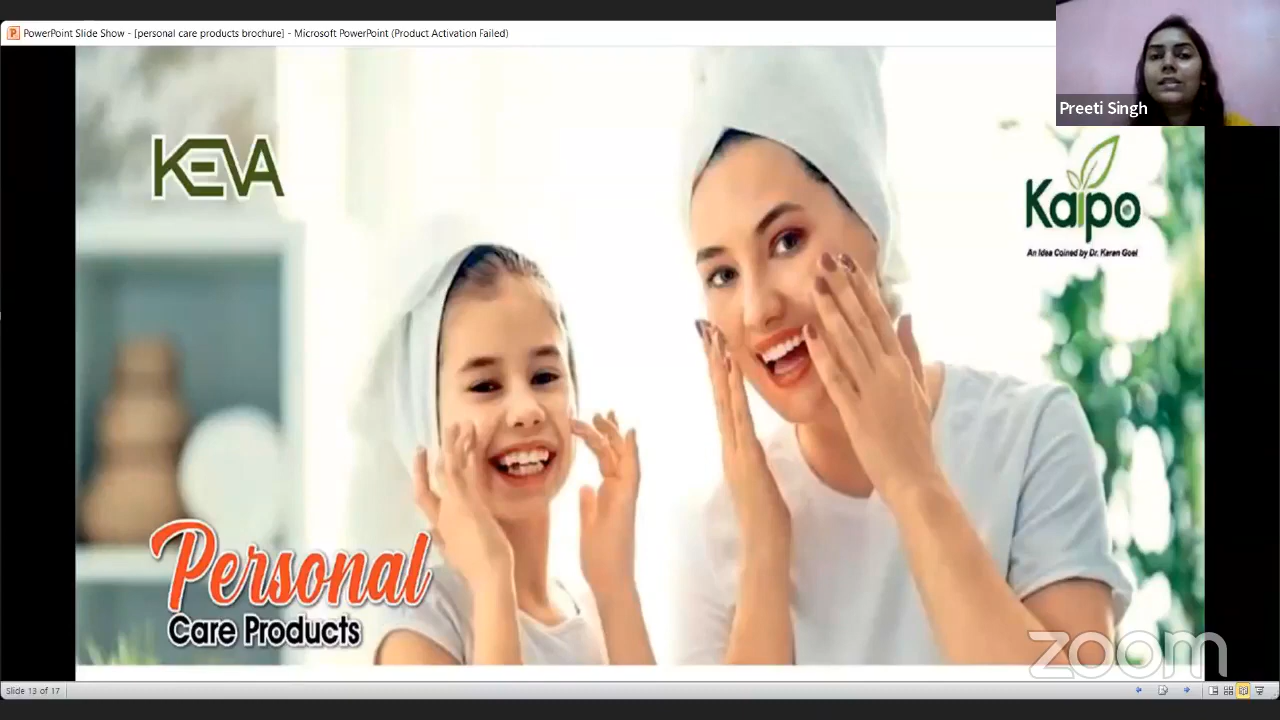 PowerPoint Slide Show - [personal care products brochure] - Microsoft PowerPoint (Product Activation Failed)
Preeti Singh
KEVA
Kaipo
An Idea Coined by Dr. Karan Goel
Personal
Care Products
zoom
Slide 13 of 17